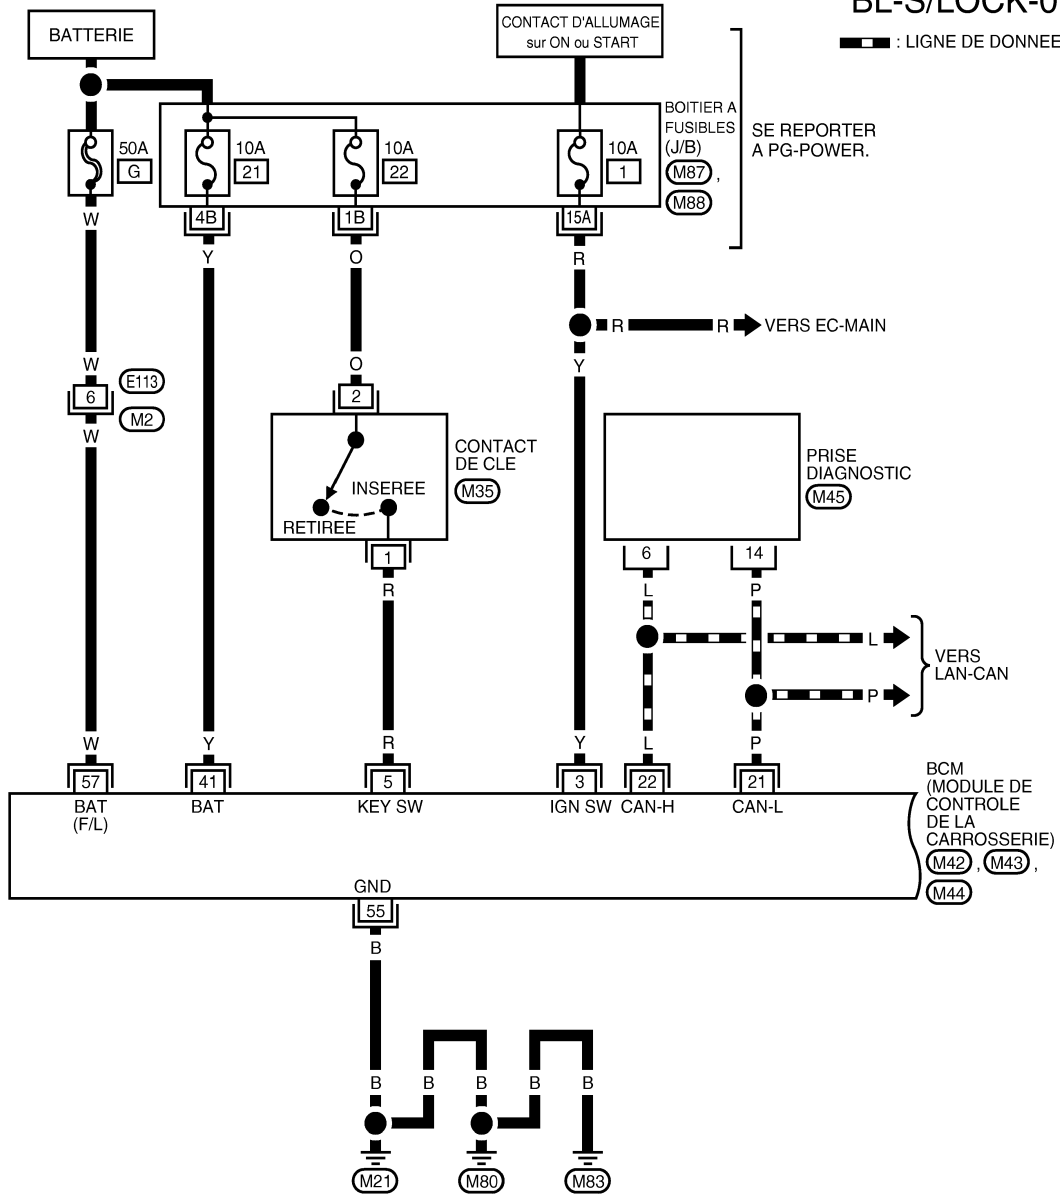 BL-S/LOCK-0
: LIGNE DE DONNEE
BATTERIE
CONTACT D'ALLUMAGE
sur ON ou START
50A
G
10A
21
10A
22
10A
1
BOITIER A
FUSIBLES
(J/B)
M87 ,
M88
SE REPORTER
A PG-POWER.
4B
1B
15A
W
Y
O
R
R
R
VERS EC-MAIN
W
O
Y
6
E113
M2
2
W
CONTACT
DE CLE
M35
INSEREE
RETIREE
1
PRISE
DIAGNOSTIC
M45
6
14
R
L
P
L
P
VERS
LAN-CAN
W
Y
R
Y
L
P
57
41
5
3
22
21
BAT
(F/L)
BAT
KEY SW
IGN SW
CAN-H
CAN-L
BCM
(MODULE DE
CONTROLE
DE LA
CARROSSERIE)
M42 , M43 ,
M44
GND
55
B
B
B
B
B
B
M21
M80
M83